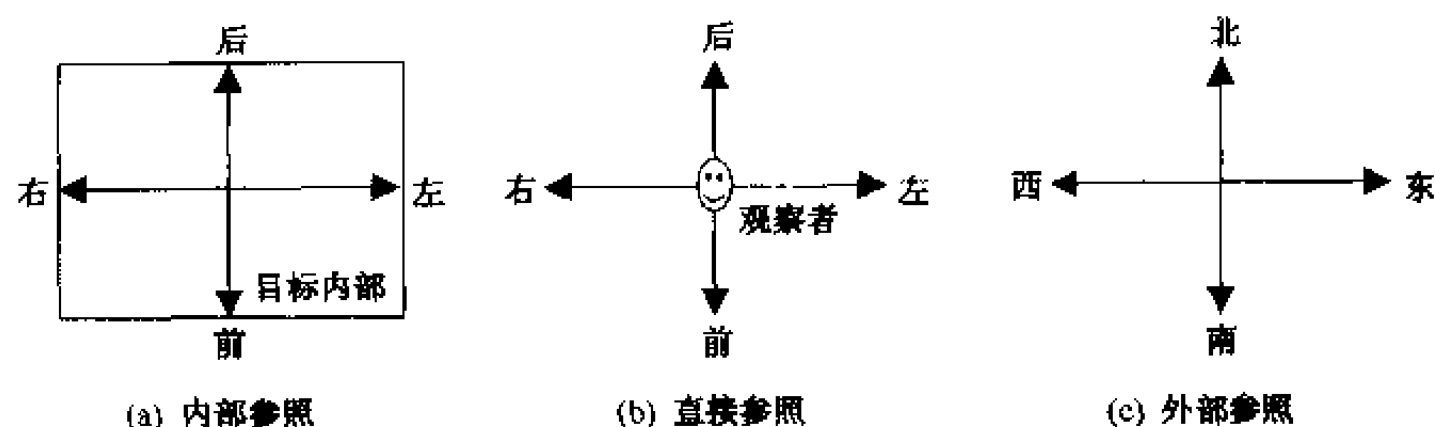 后
右
左
目标内部
前
(a) 内部参照
后
右
左
观察者
前
(b) 直接参照
北
西
东
南
(c) 外部参照